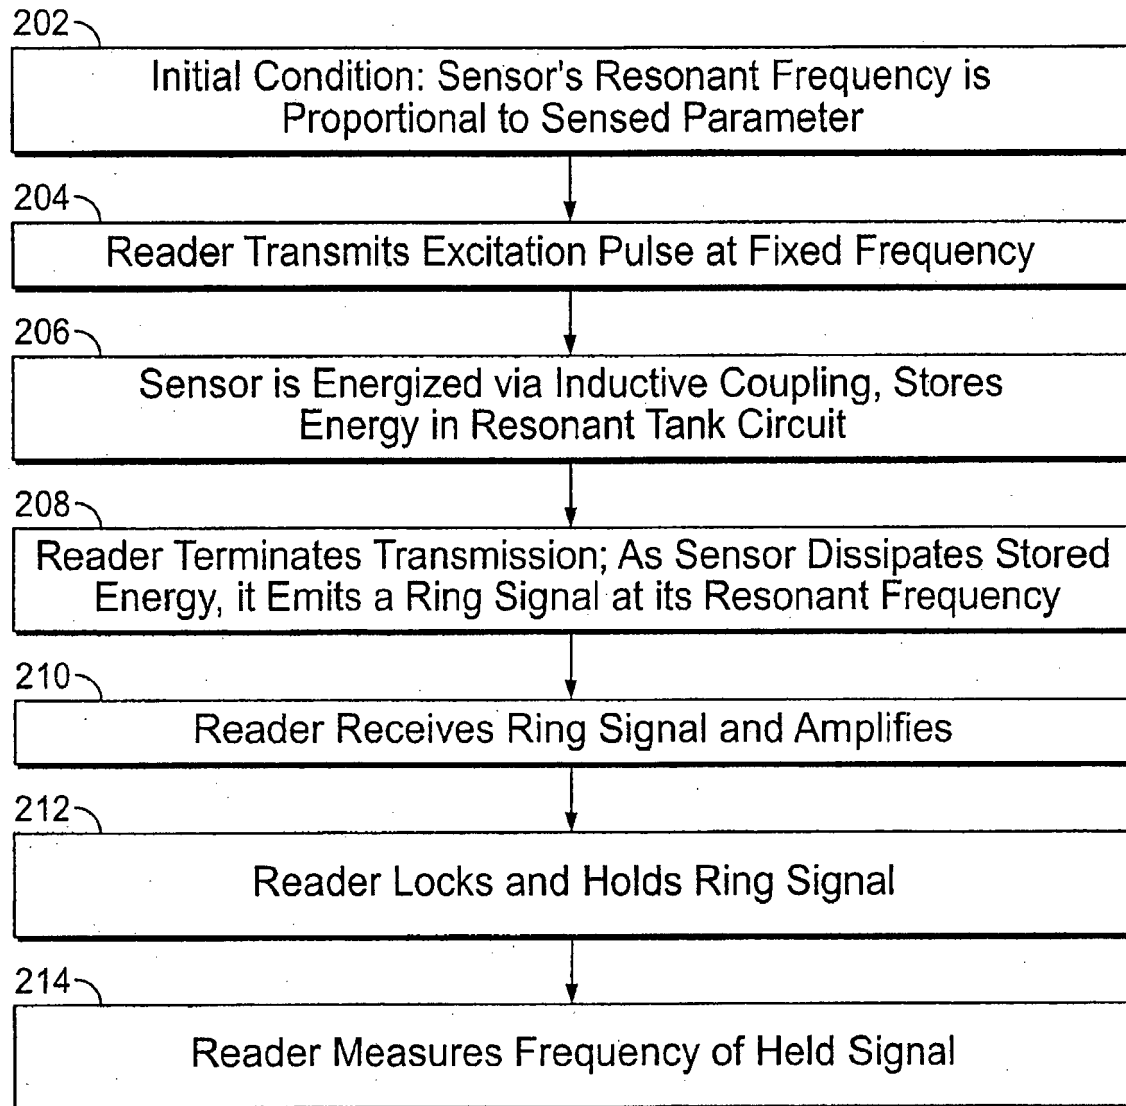 202
Initial Condition: Sensor's Resonant Frequency is
Proportional to Sensed Parameter
204
Reader Transmits Excitation Pulse at Fixed Frequency
206
Sensor is Energized via Inductive Coupling, Stores
Energy in Resonant Tank Circuit
208
Reader Terminates Transmission; As Sensor Dissipates Stored
Energy, it Emits a Ring Signal at its Resonant Frequency
210
Reader Receives Ring Signal and Amplifies
212
Reader Locks and Holds Ring Signal
214
Reader Measures Frequency of Held Signal